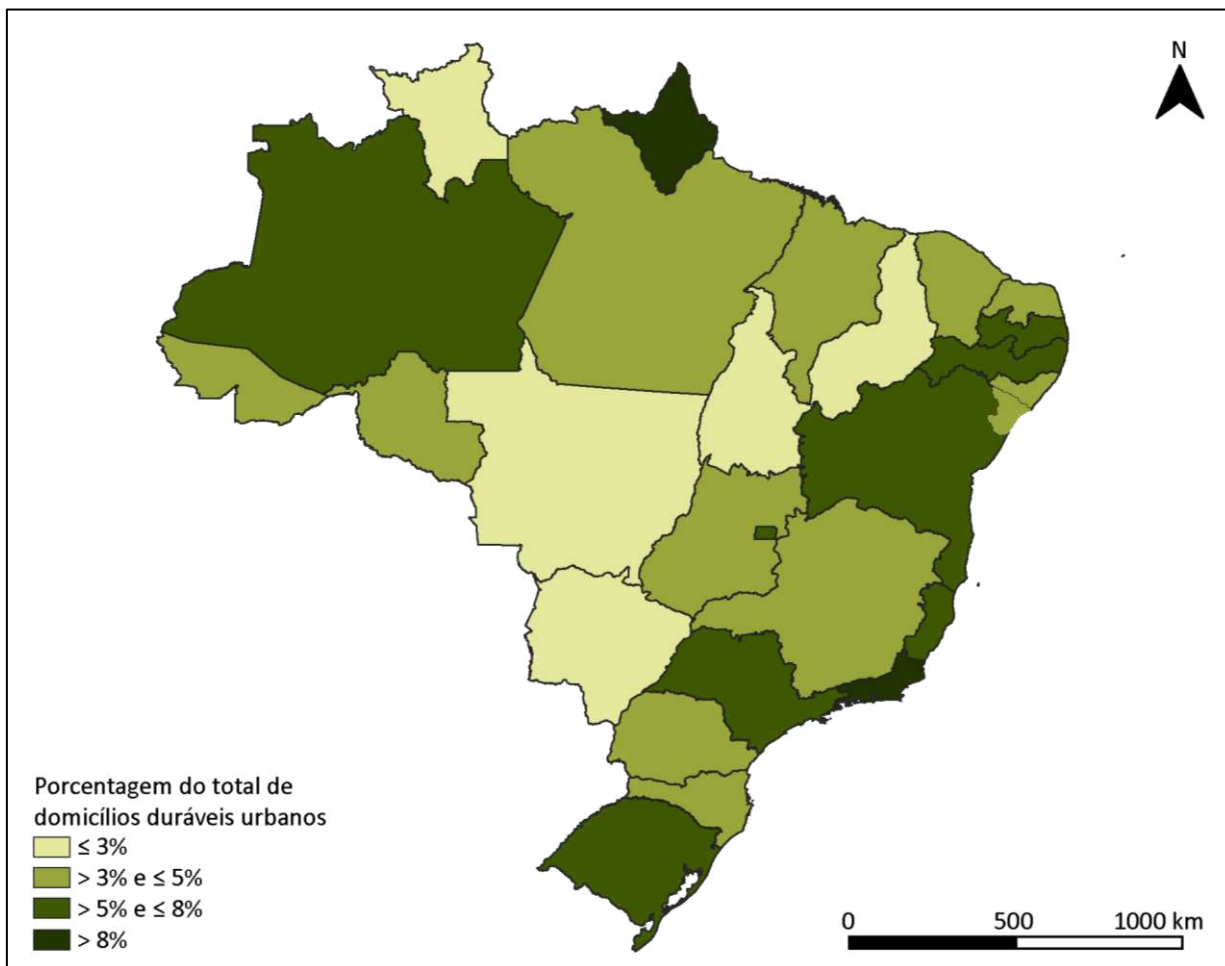 N
Porcentagem do total de
domicílios duráveis urbanos
≤ 3%
> 3% e ≤ 5%
> 5% e ≤ 8%
> 8%
0 500 1000 km